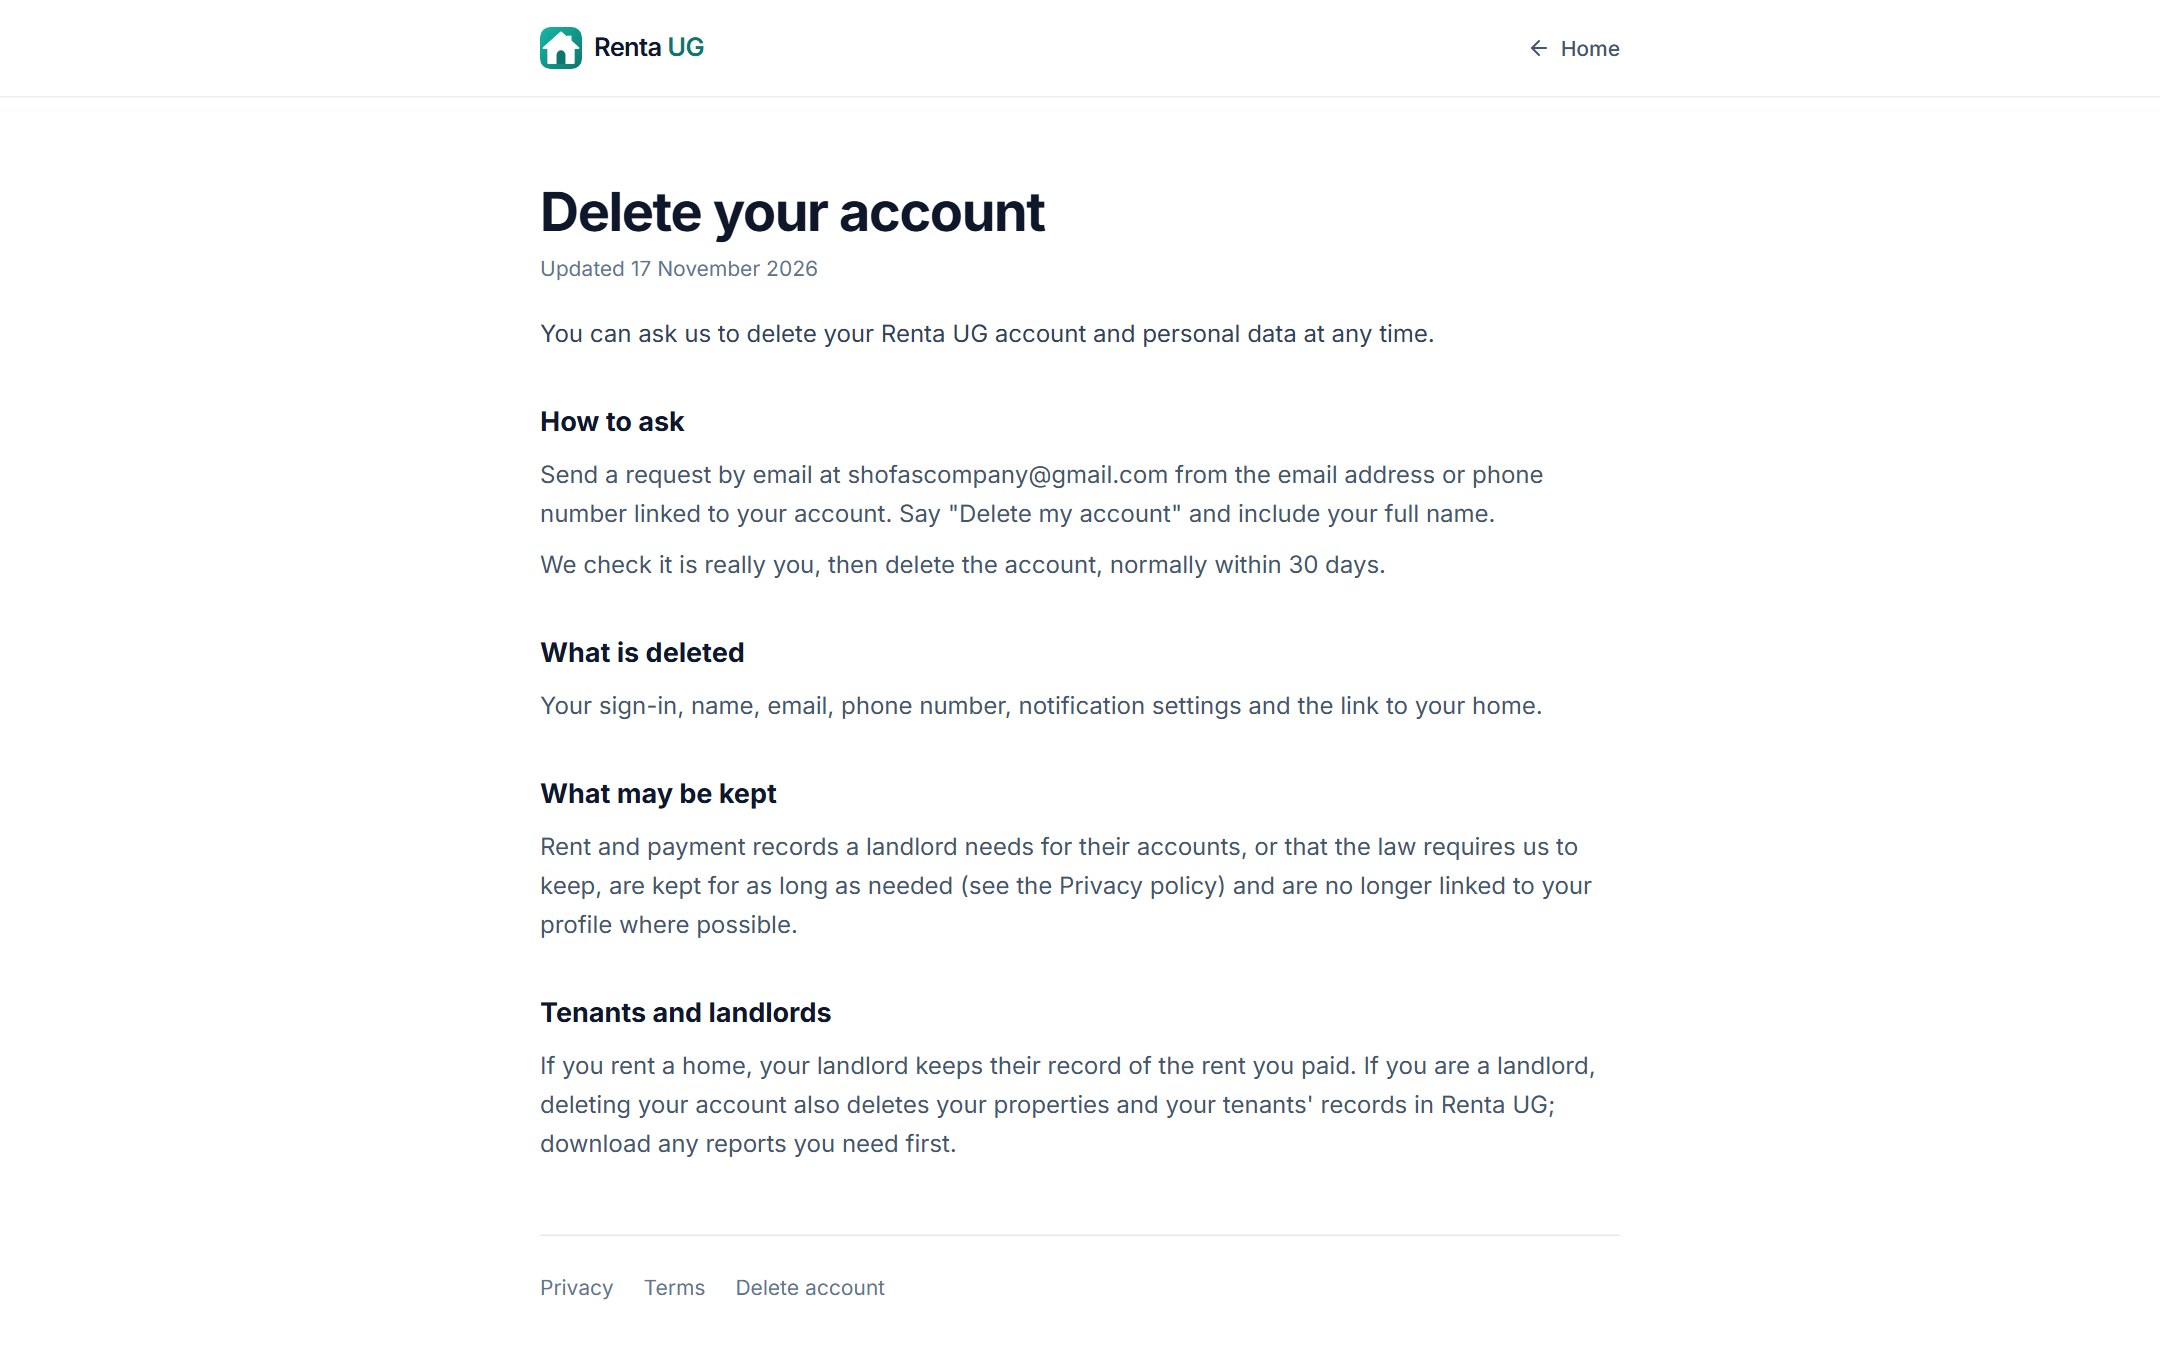 Renta UG
Home
Delete your account
Updated 17 November 2026
You can ask us to delete your Renta UG account and personal data at any time.
How to ask
Send a request by email at shofascompany@gmail.com from the email address or phone
number linked to your account. Say "Delete my account" and include your full name.
We check it is really you, then delete the account, normally within 30 days.
What is deleted
Your sign-in, name, email, phone number, notification settings and the link to your home.
What may be kept
Rent and payment records a landlord needs for their accounts, or that the law requires us to
keep, are kept for as long as needed (see the Privacy policy) and are no longer linked to your
profile where possible.
Tenants and landlords
If you rent a home, your landlord keeps their record of the rent you paid. If you are a landlord,
deleting your account also deletes your properties and your tenants' records in Renta UG;
download any reports you need first.
Privacy Terms Delete account